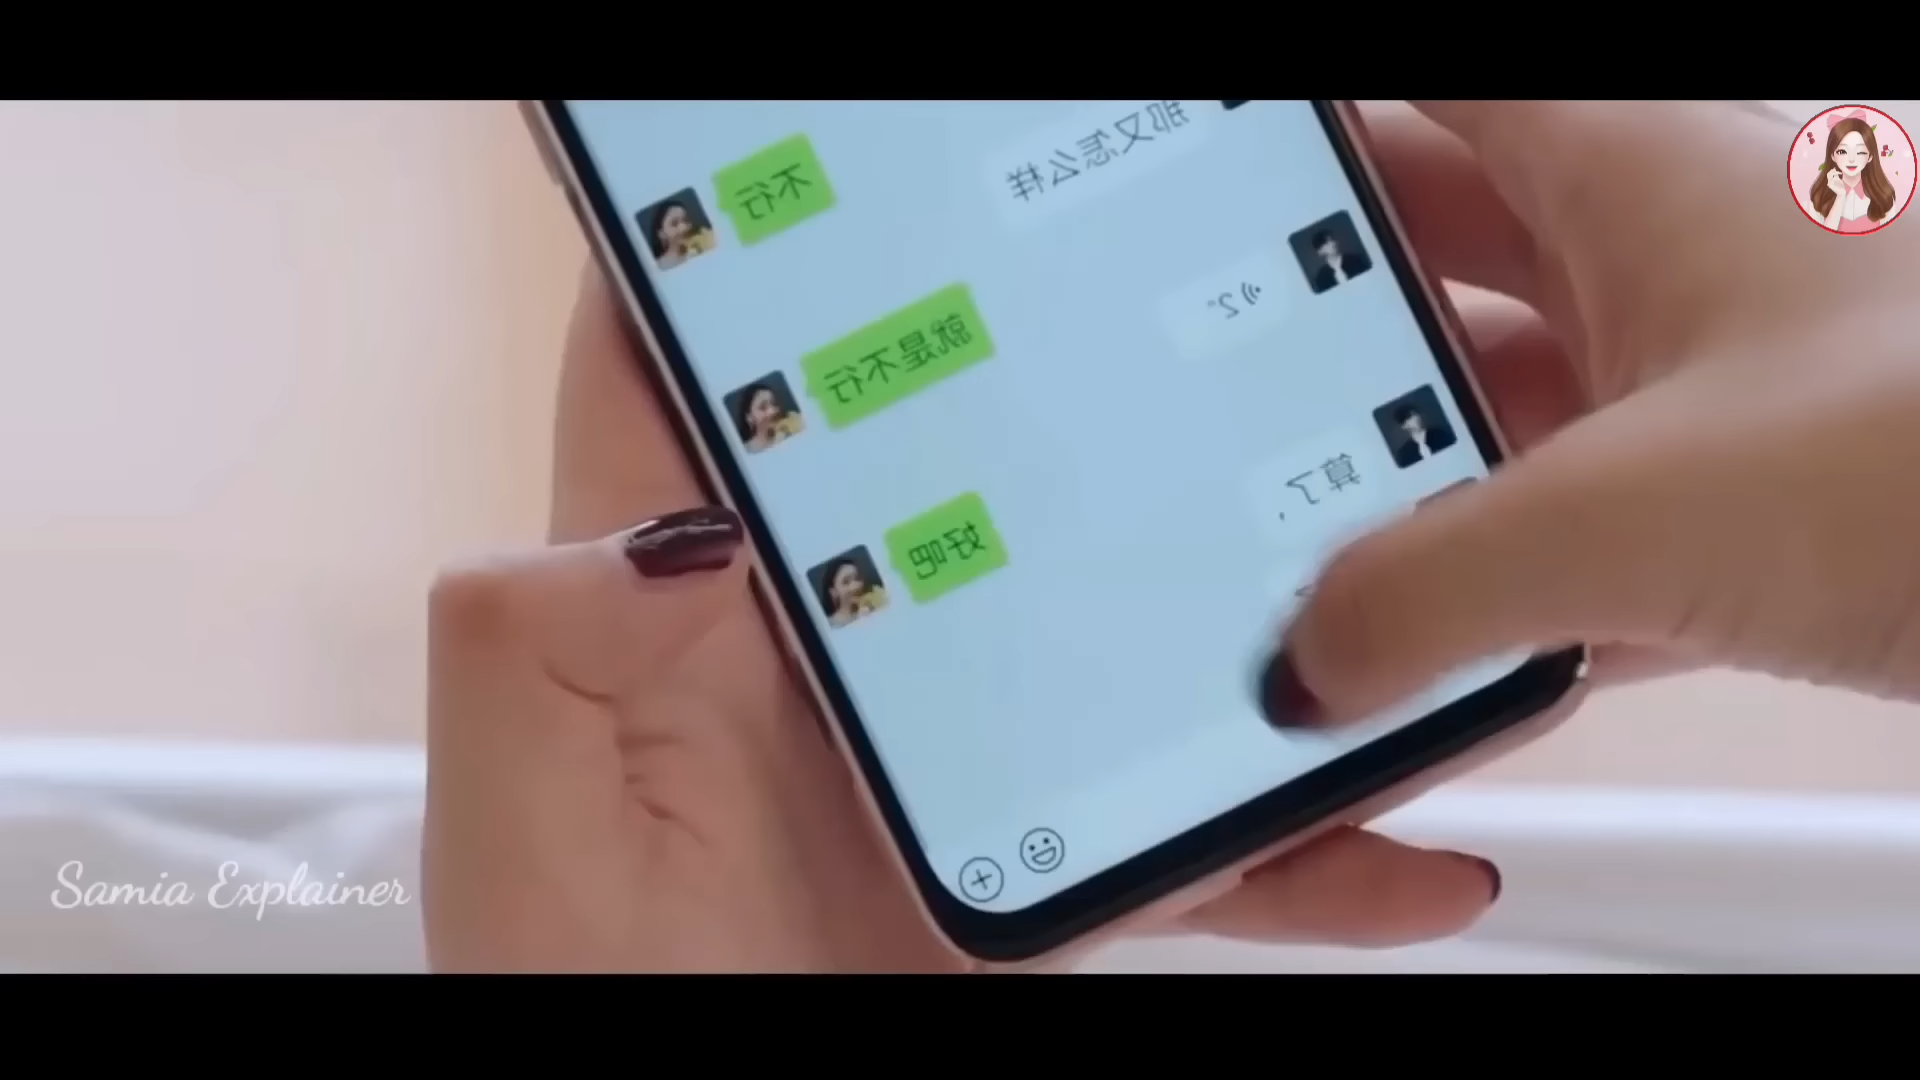 那又怎么样
不行
2"
就是不行
算了，
好吧
Samia Explainer